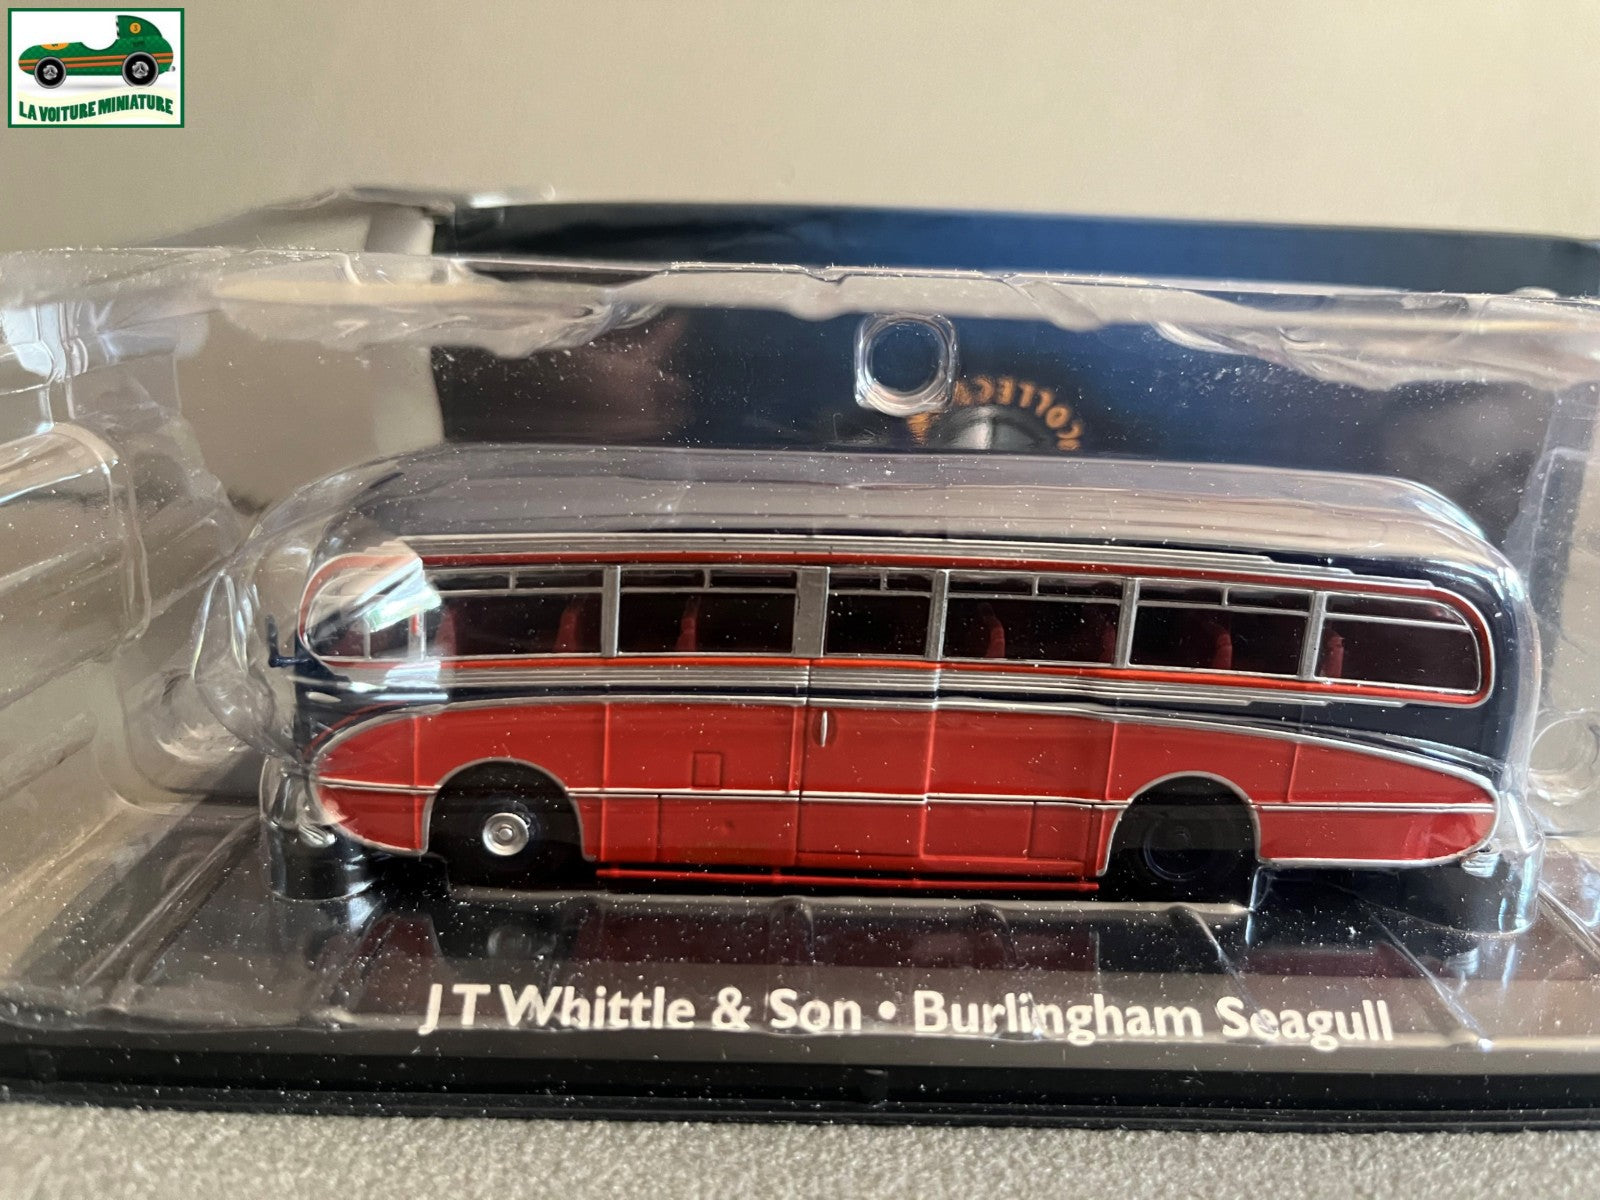 LA VOITURE MINIATURE
J T Whittle & Son • Burlingham Seagull